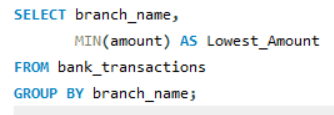 SELECT branch_name,
       MIN(amount) AS Lowest_Amount
FROM bank_transactions
GROUP BY branch_name;